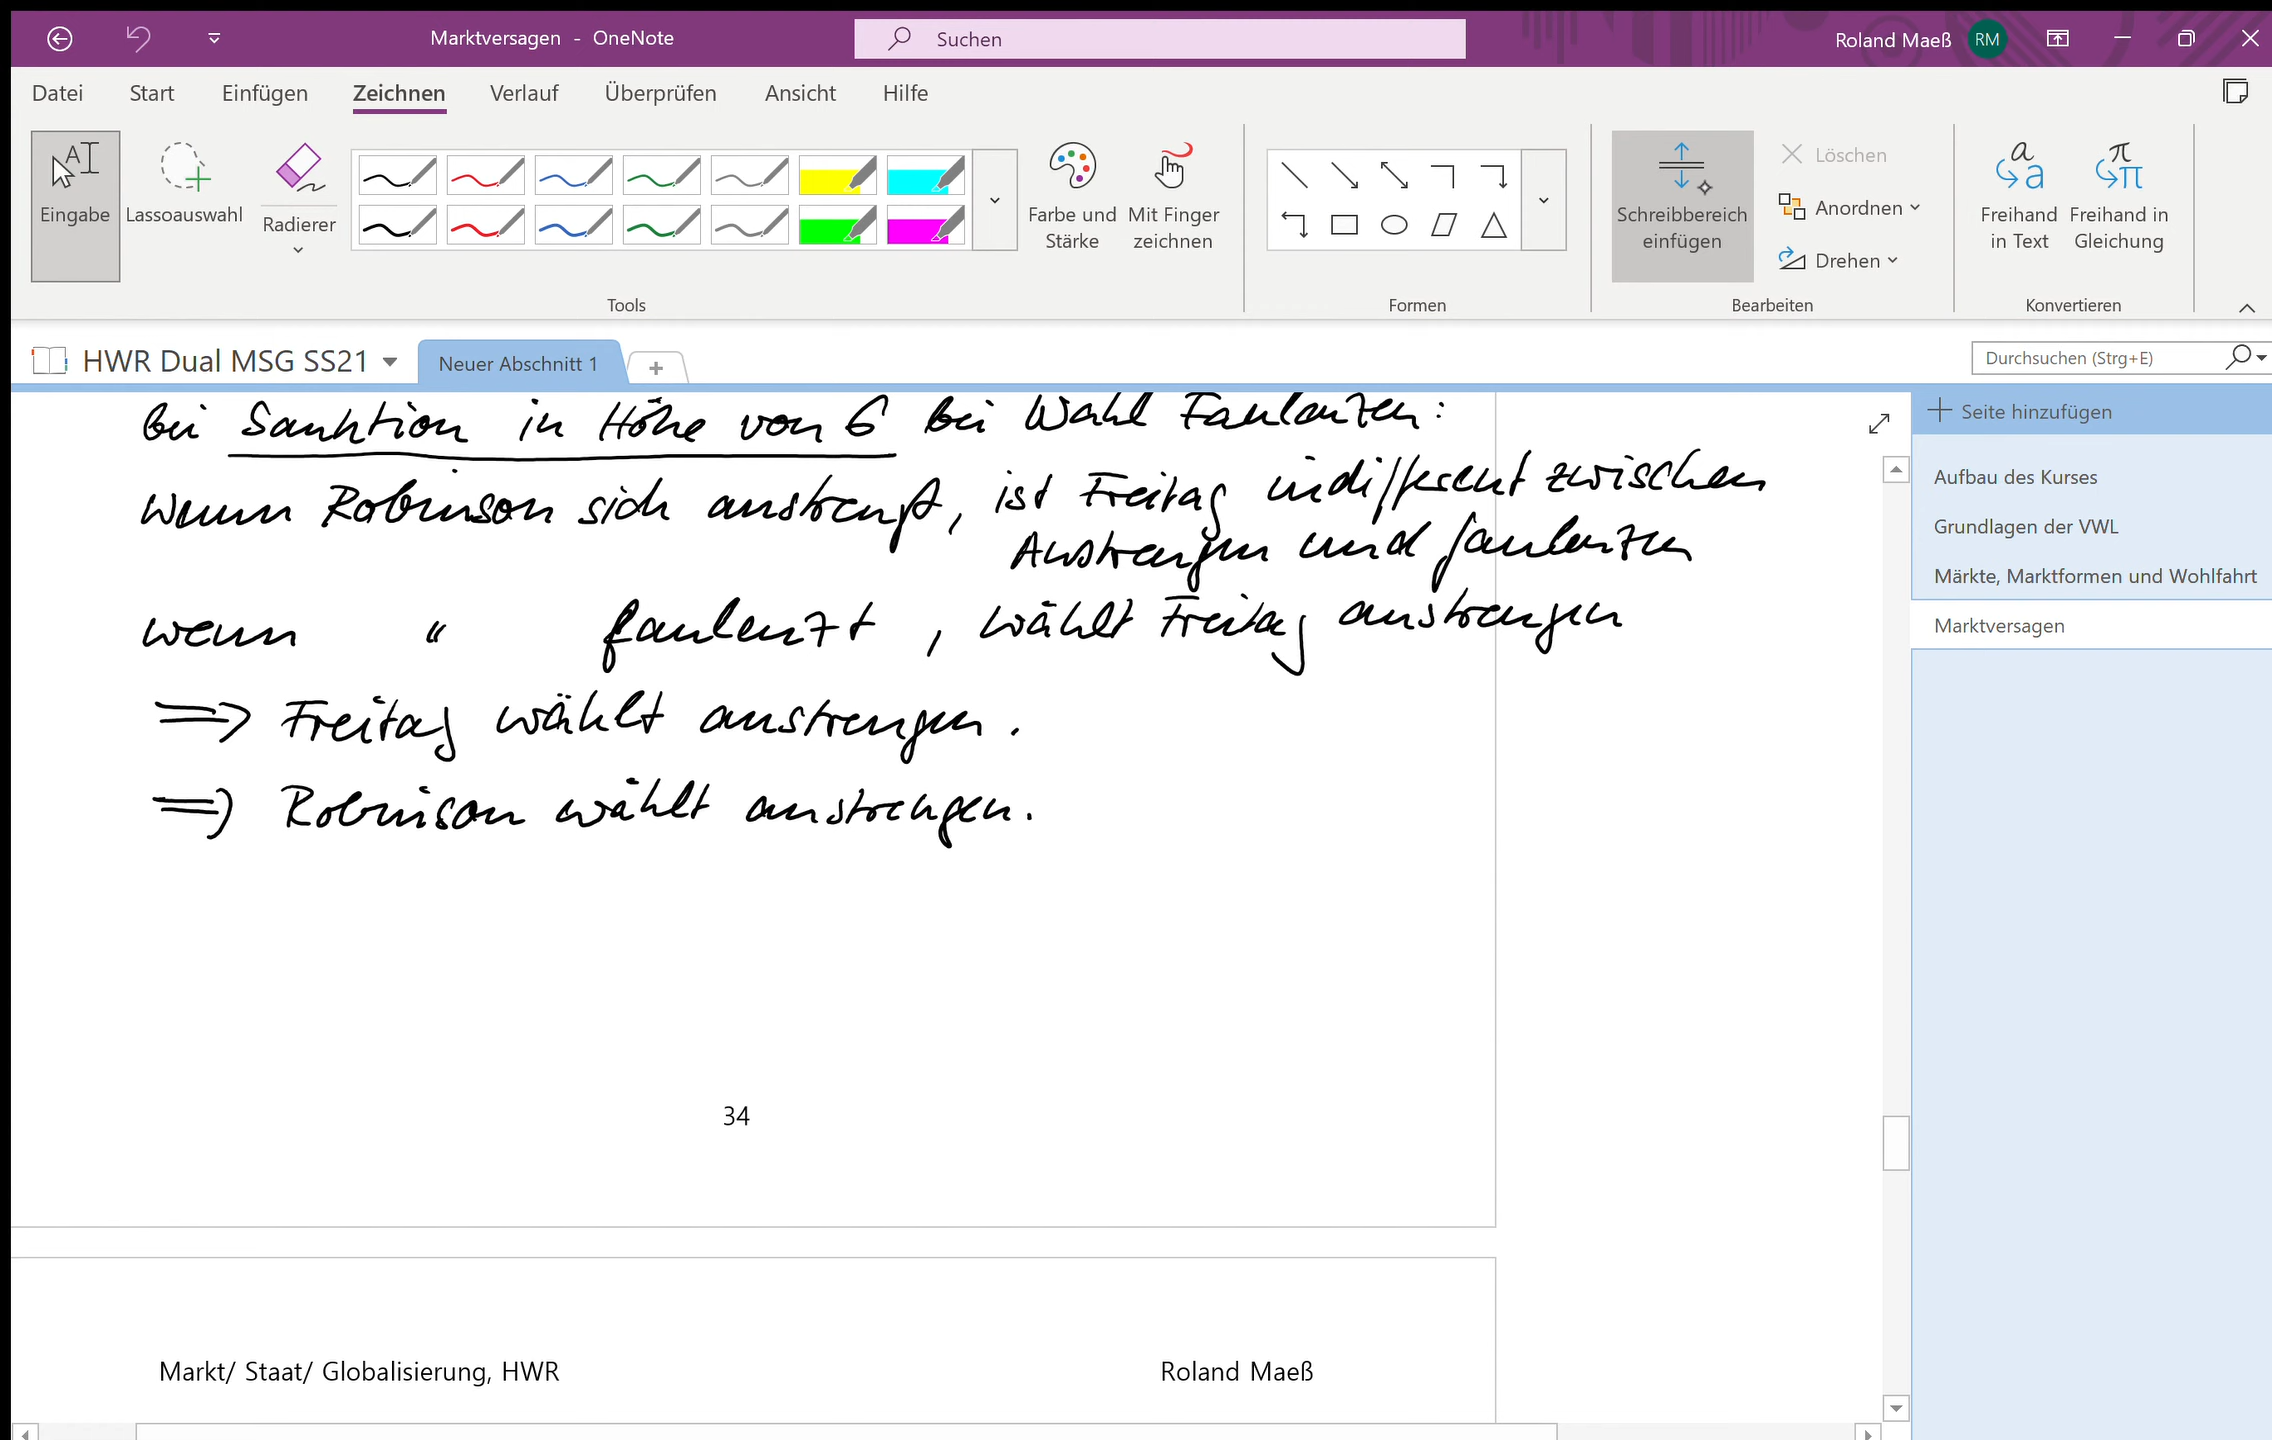 Marktversagen - OneNote
Suchen
Roland Maeß RM
Datei Start Einfügen Zeichnen Verlauf Überprüfen Ansicht Hilfe
Eingabe
Lassoauswahl
Radierer
Farbe und Stärke
Mit Finger zeichnen
Schreibbereich einfügen
Löschen
Anordnen
Drehen
Freihand in Text
Freihand in Gleichung
Tools
Formen
Bearbeiten
Konvertieren
HWR Dual MSG SS21
Neuer Abschnitt 1
Durchsuchen (Strg+E)
bei Sanktion in Höhe von 6 bei Wahl Faulenzen:
wenn Robinson sich anstrengt, ist Freitag indifferent zwischen
Anstrengen und faulenzen
wenn " faulenzt, wählt Freitag anstrengen
=> Freitag wählt anstrengen.
=> Robinson wählt anstrengen.
34
Markt/ Staat/ Globalisierung, HWR
Roland Maeß
Seite hinzufügen
Aufbau des Kurses
Grundlagen der VWL
Märkte, Marktformen und Wohlfahrt
Marktversagen